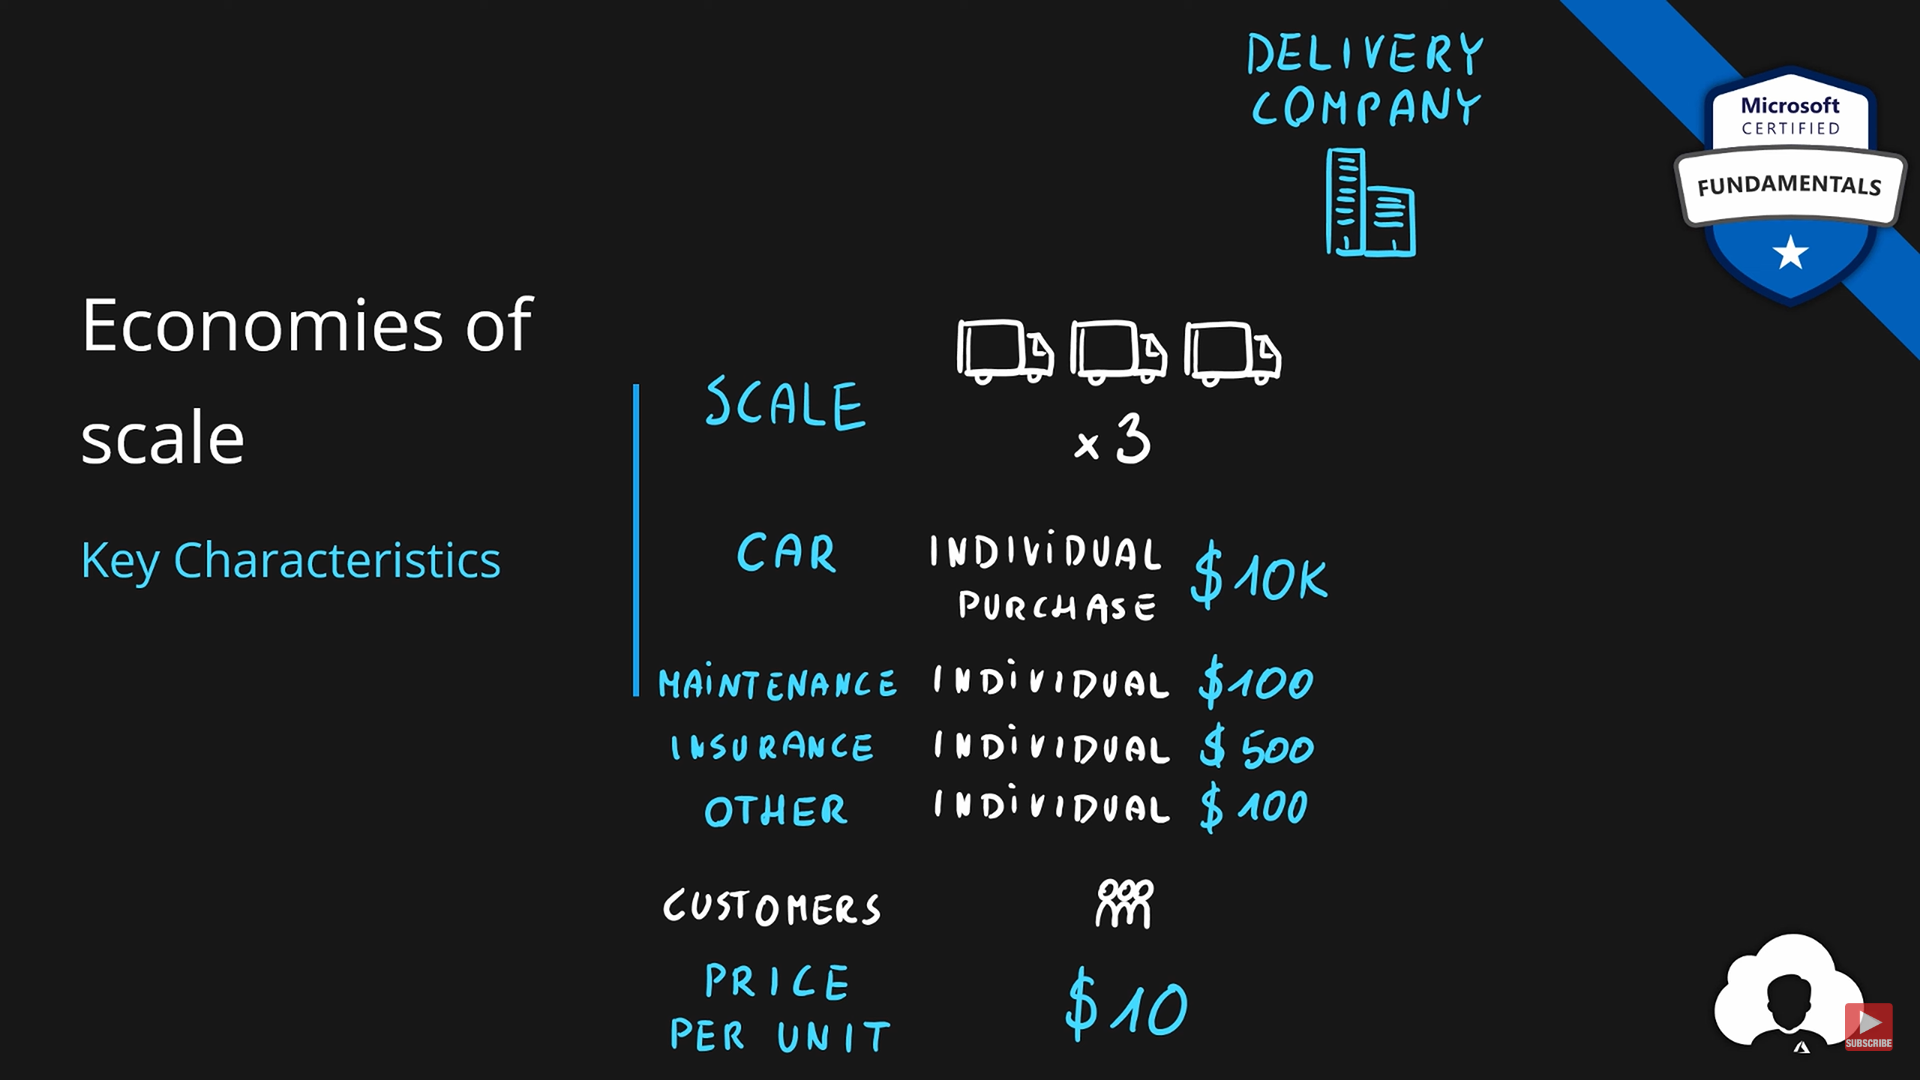 DELIVERY
COMPANY
Microsoft
CERTIFIED
FUNDAMENTALS
Economies of
scale
Key Characteristics
SCALE
x 3
CAR INDIVIDUAL
PURCHASE $10K
MAINTENANCE INDIVIDUAL $100
INSURANCE INDIVIDUAL $500
OTHER INDIVIDUAL $100
CUSTOMERS
PRICE
PER UNIT $10
SUBSCRIBE